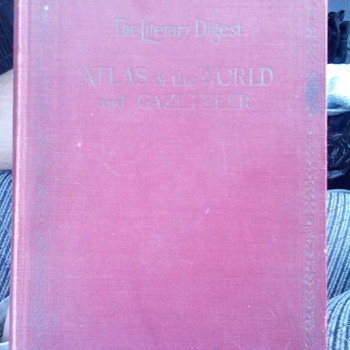 The Literary Digest
ATLAS of the WORLD
and GAZETTEER